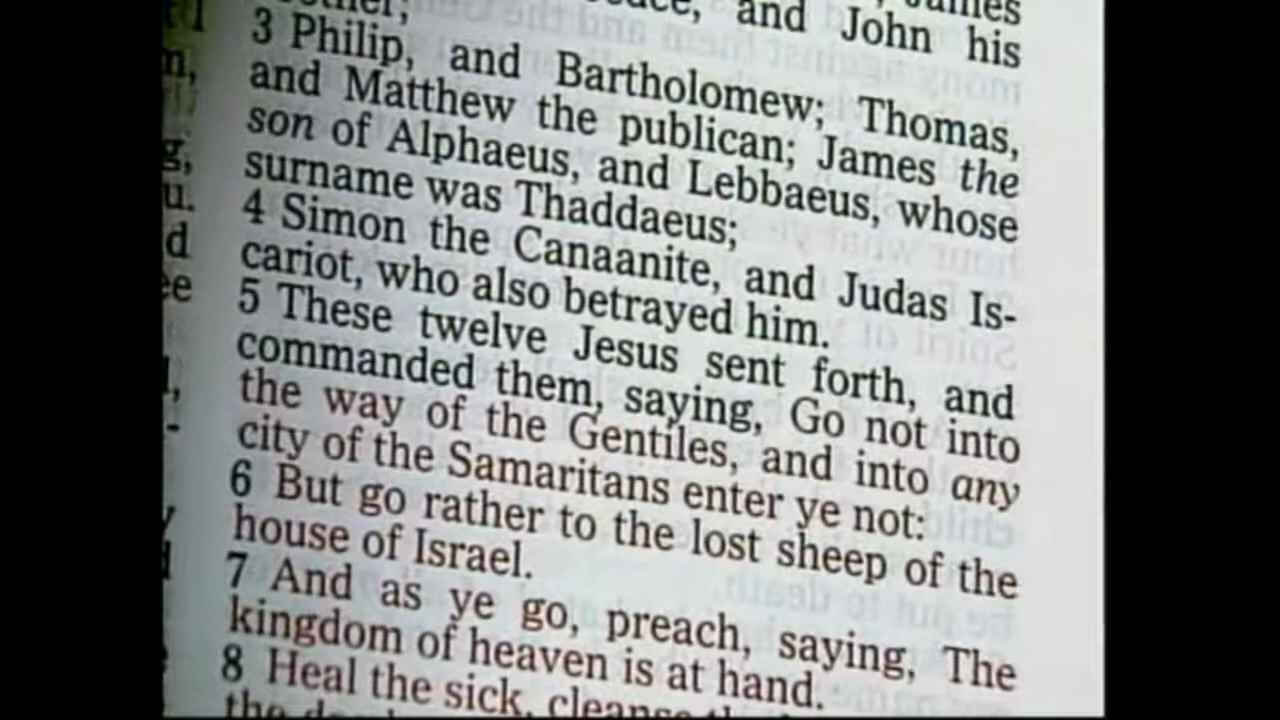 and John his
3 Philip, and Bartholomew; Thomas,
and Matthew the publican; James the
son of Alphaeus, and Lebbaeus, whose
surname was Thaddaeus;
4 Simon the Canaanite, and Judas Is-
cariot, who also betrayed him.
5 These twelve Jesus sent forth, and
commanded them, saying, Go not into
the way of the Gentiles, and into any
city of the Samaritans enter ye not:
6 But go rather to the lost sheep of the
house of Israel.
7 And as ye go, preach, saying, The
kingdom of heaven is at hand.
8 Heal the sick, cleanse